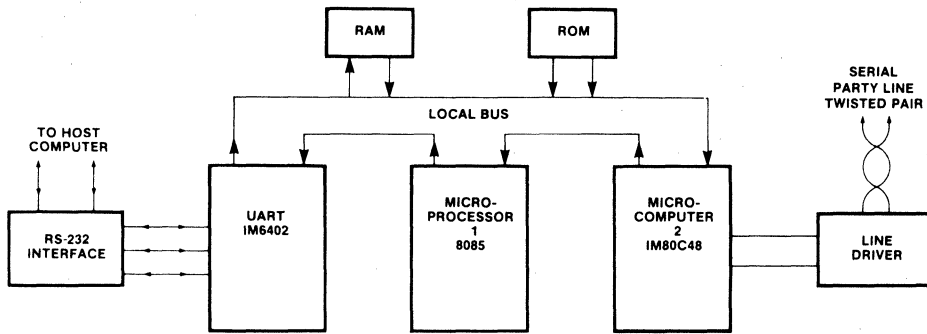 RAM
ROM
SERIAL
PARTY LINE
TWISTED PAIR
LOCAL BUS
TO HOST
COMPUTER
UART
IM6402
MICRO-
PROCESSOR
1
8085
MICRO-
COMPUTER
2
IM80C48
RS-232
INTERFACE
LINE
DRIVER